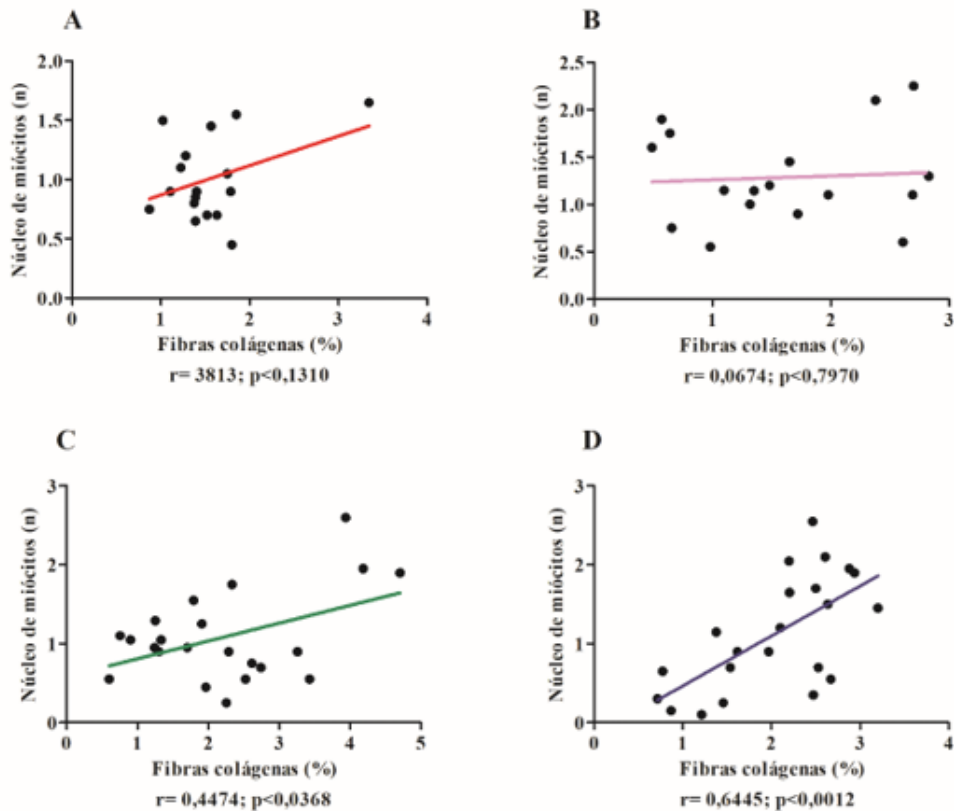 A
Núcleo de miócitos (n)
2.0
1.5
1.0
0.5
0.0
0 1 2 3 4
Fibras colágenas (%)
r= 3813; p<0,1310
B
Núcleo de miócitos (n)
2.5
2.0
1.5
1.0
0.5
0.0
0 1 2 3
Fibras colágenas (%)
r= 0,0674; p<0,7970
C
Núcleo de miócitos (n)
3
2
1
0
0 1 2 3 4 5
Fibras colágenas (%)
r= 0,4474; p<0,0368
D
Núcleo de miócitos (n)
3
2
1
0
0 1 2 3 4
Fibras colágenas (%)
r= 0,6445; p<0,0012